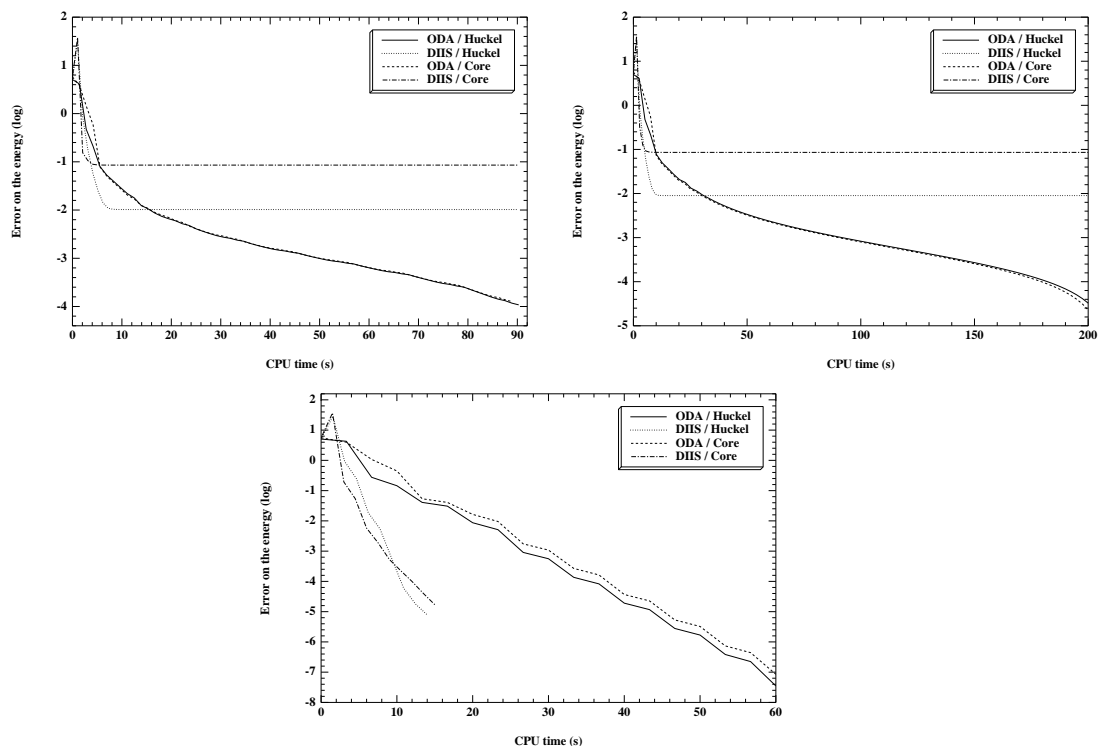 2
1
0
-1
-2
-3
-4
Error on the energy (log)
0 10 20 30 40 50 60 70 80 90
CPU time (s)
ODA / Huckel
DIIS / Huckel
ODA / Core
DIIS / Core
2
1
0
-1
-2
-3
-4
-5
Error on the energy (log)
0 50 100 150 200
CPU time (s)
ODA / Huckel
DIIS / Huckel
ODA / Core
DIIS / Core
2
1
0
-1
-2
-3
-4
-5
-6
-7
-8
Error on the energy (log)
0 10 20 30 40 50 60
CPU time (s)
ODA / Huckel
DIIS / Huckel
ODA / Core
DIIS / Core